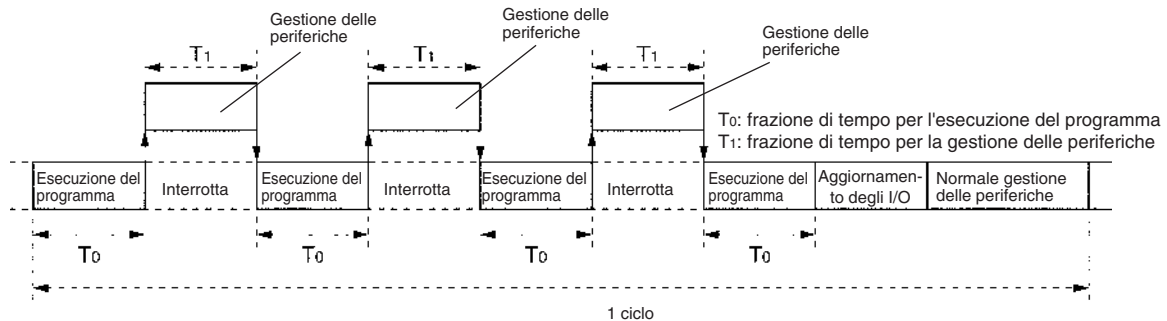 Gestione delle
periferiche
Gestione delle
periferiche
Gestione delle
periferiche
T1
T1
T1
T0: frazione di tempo per l'esecuzione del programma
T1: frazione di tempo per la gestione delle periferiche
Esecuzione del
programma
Interrotta
Esecuzione del
programma
Interrotta
Esecuzione del
programma
Interrotta
Esecuzione del
programma
Aggiornamen-
to degli I/O
Normale gestione
delle periferiche
T0
T0
T0
T0
1 ciclo